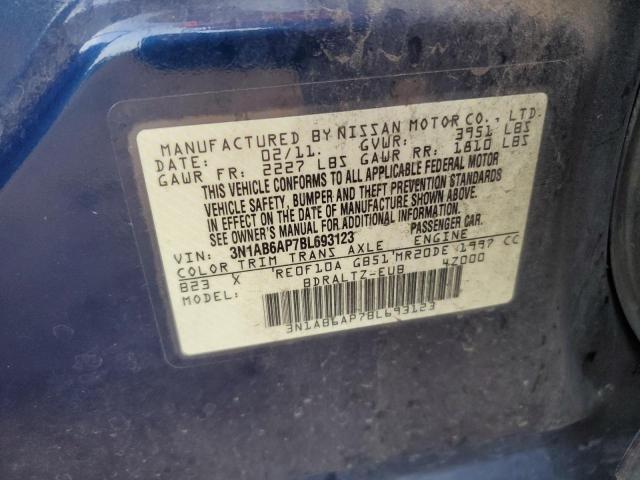 MANUFACTURED BY NISSAN MOTOR CO., LTD.
DATE: 02/11. GVWR: 3951 LBS
GAWR FR: 2227 LBS GAWR RR: 1810 LBS
THIS VEHICLE CONFORMS TO ALL APPLICABLE FEDERAL MOTOR
VEHICLE SAFETY, BUMPER AND THEFT PREVENTION STANDARDS
IN EFFECT ON THE DATE OF MANUFACTURE SHOWN ABOVE.
SEE OWNER'S MANUAL FOR ADDITIONAL INFORMATION.
VIN: 3N1AB6AP7BL693123 PASSENGER CAR.
COLOR TRIM TRANS AXLE ENGINE
B23 X RE0F10A GB51 MR20DE 1997 CC
MODEL: BDRALTZ-EUB 4Z000
3N1AB6AP7BL693123